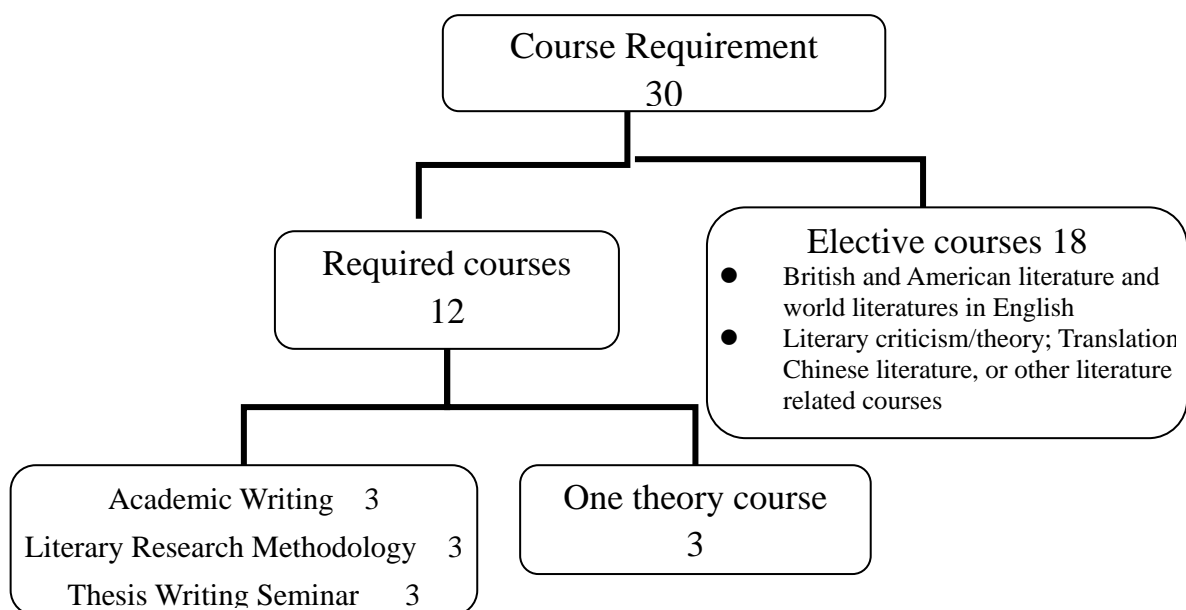 Course Requirement
30
Required courses
12
Elective courses 18
● British and American literature and
world literatures in English
● Literary criticism/theory; Translation
Chinese literature, or other literature
related courses
Academic Writing 3
Literary Research Methodology 3
Thesis Writing Seminar 3
One theory course
3